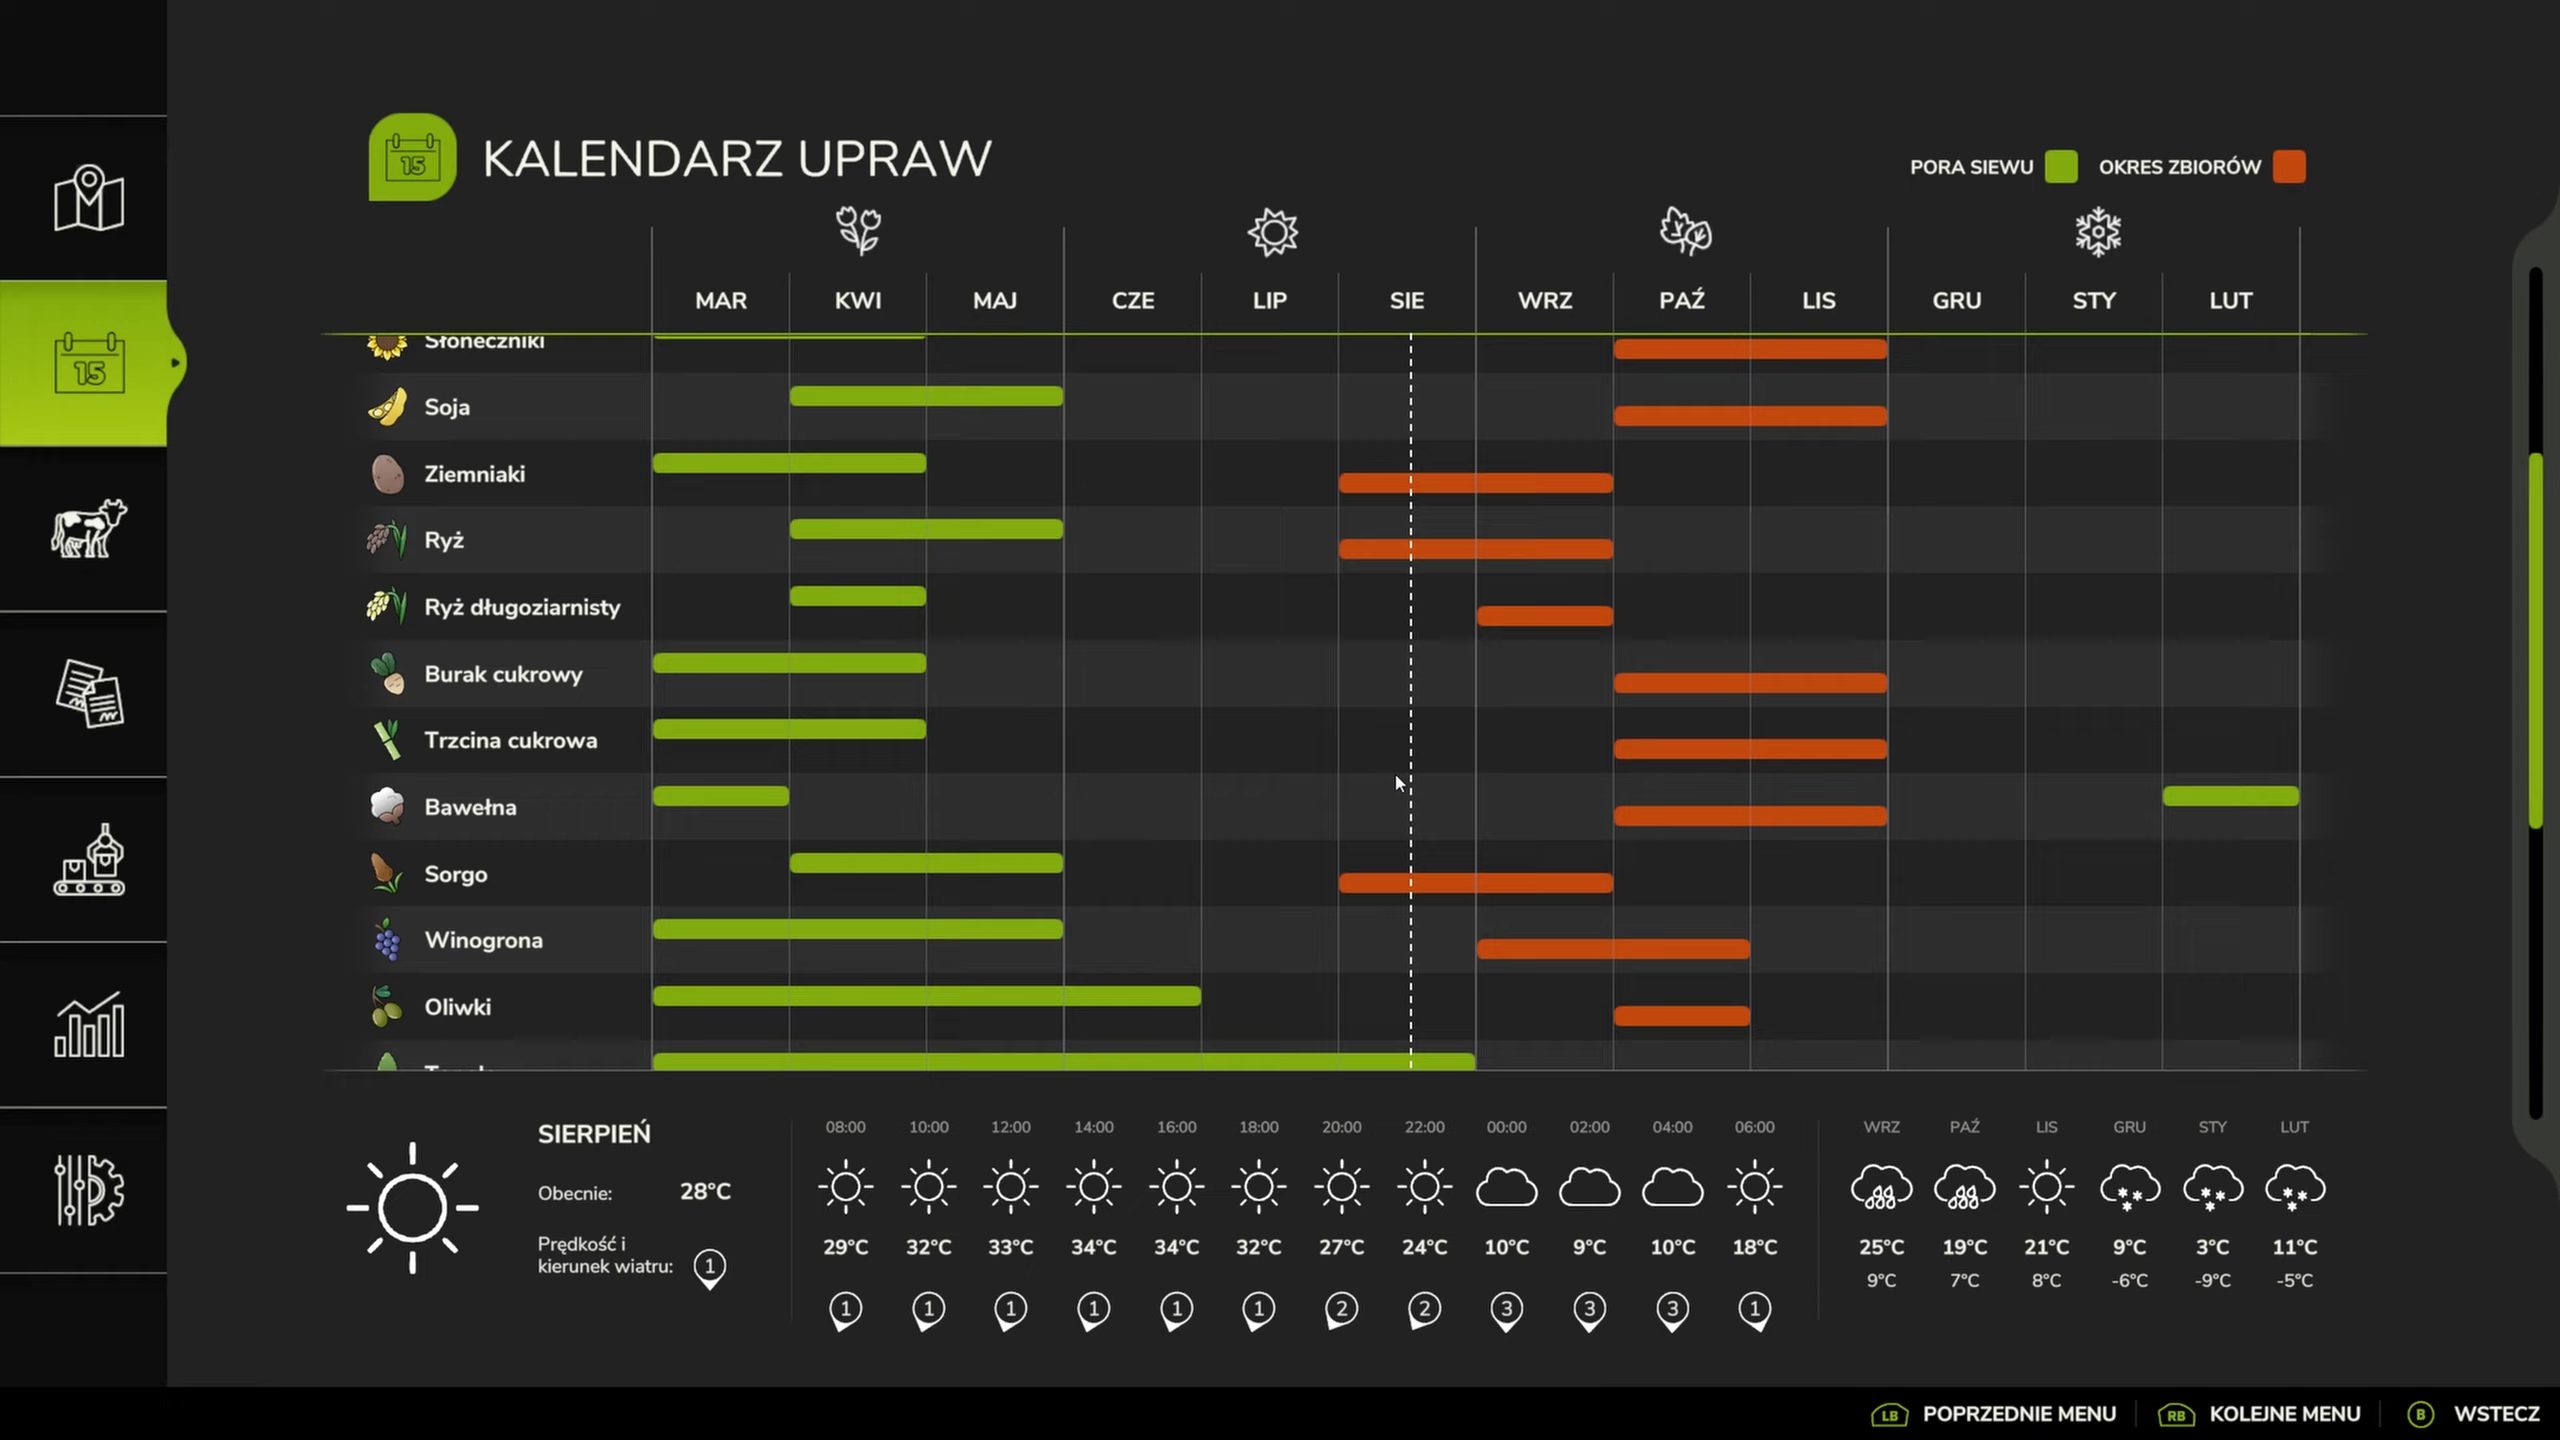 15
KALENDARZ UPRAW
PORA SIEWU
OKRES ZBIORÓW
MAR KWI MAJ CZE LIP SIE WRZ PAŹ LIS GRU STY LUT
15
Słoneczniki
Soja
Ziemniaki
Ryż
Ryż długoziarnisty
Burak cukrowy
Trzcina cukrowa
Bawełna
Sorgo
Winogrona
Oliwki
SIERPIEŃ
Obecnie: 28°C
Prędkość i
kierunek wiatru: 1
08:00 10:00 12:00 14:00 16:00 18:00 20:00 22:00 00:00 02:00 04:00 06:00
29°C 32°C 33°C 34°C 34°C 32°C 27°C 24°C 10°C 9°C 10°C 18°C
1 1 1 1 1 1 2 2 3 3 3 1
WRZ PAŹ LIS GRU STY LUT
25°C 19°C 21°C 9°C 3°C 11°C
9°C 7°C 8°C -6°C -9°C -5°C
LB POPRZEDNIE MENU RB KOLEJNE MENU B WSTECZ